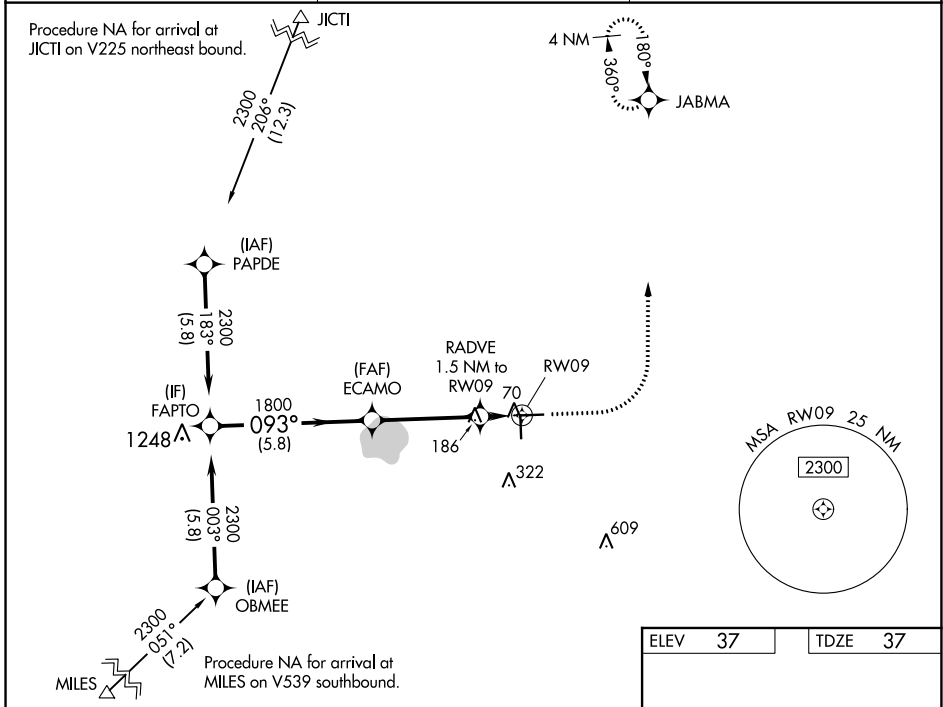 Procedure NA for arrival at
JICTI on V225 northeast bound.
JICTI
2300
206°
(12.3)
4 NM
360°
180°
JABMA
(IAF)
PAPDE
2300
183°
(5.8)
(IF)
FAPTO
1248
1800
093°
(5.8)
(FAF)
ECAMO
RADVE
1.5 NM to
RW09
186
70
RW09
322
609
2300
003°
(5.8)
(IAF)
OBMEE
2300
051°
(7.2)
MILES
Procedure NA for arrival at
MILES on V539 southbound.
MSA RW09 25 NM
2300
ELEV 37
TDZE 37